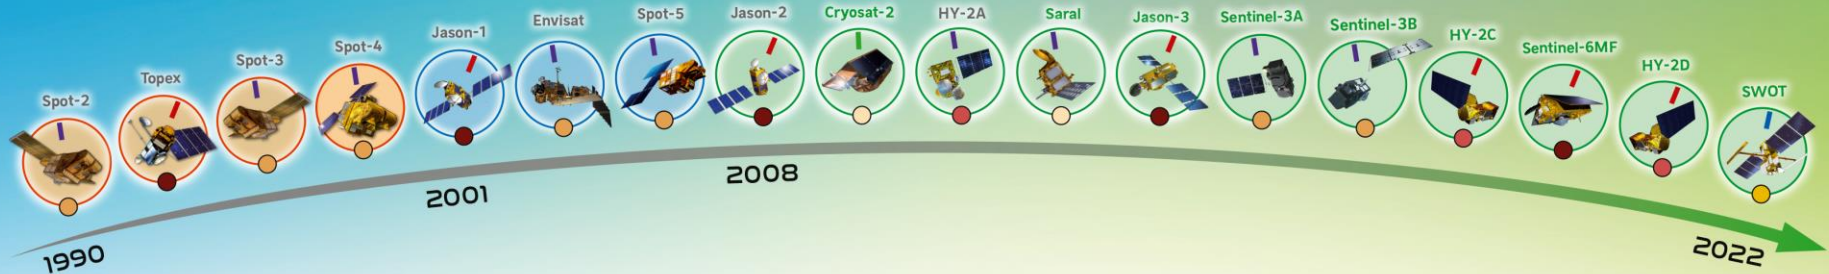 Spot-2
Topex
Spot-3
Spot-4
Jason-1
Envisat
Spot-5
Jason-2
Cryosat-2
HY-2A
Saral
Jason-3
Sentinel-3A
Sentinel-3B
HY-2C
Sentinel-6MF
HY-2D
SWOT
1990
2001
2008
2022